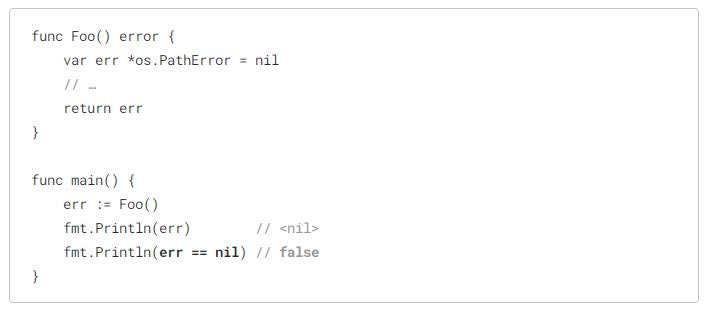 func Foo() error {
    var err *os.PathError = nil
    // …
    return err
}

func main() {
    err := Foo()
    fmt.Println(err)        // <nil>
    fmt.Println(err == nil) // false
}